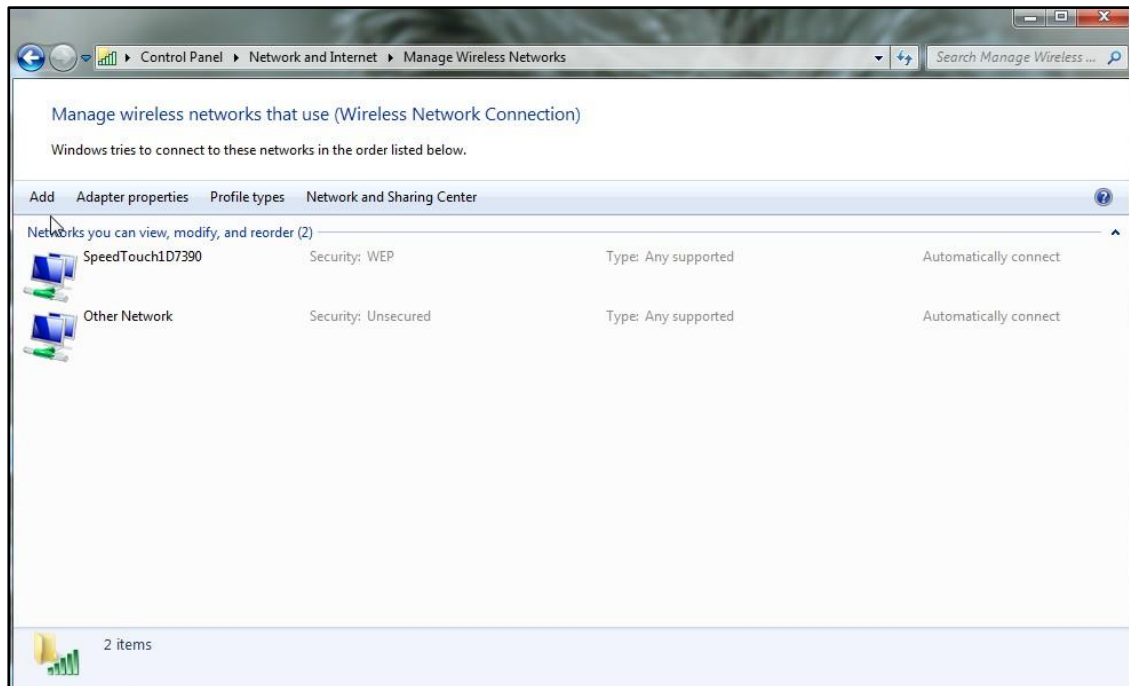 Control Panel Network and Internet Manage Wireless Networks Search Manage Wireless ...
Manage wireless networks that use (Wireless Network Connection)
Windows tries to connect to these networks in the order listed below.
Add Adapter properties Profile types Network and Sharing Center
Networks you can view, modify, and reorder (2)
SpeedTouch1D7390 Security: WEP Type: Any supported Automatically connect
Other Network Security: Unsecured Type: Any supported Automatically connect
2 items